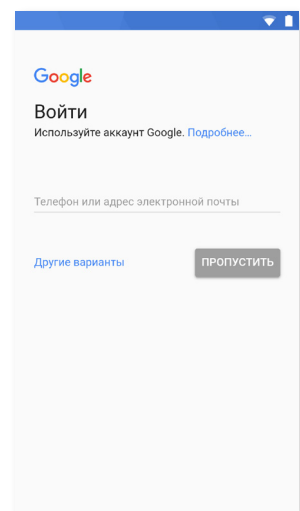 Google
Войти
Используйте аккаунт Google. Подробнее...
Телефон или адрес электронной почты
Другие варианты
ПРОПУСТИТЬ